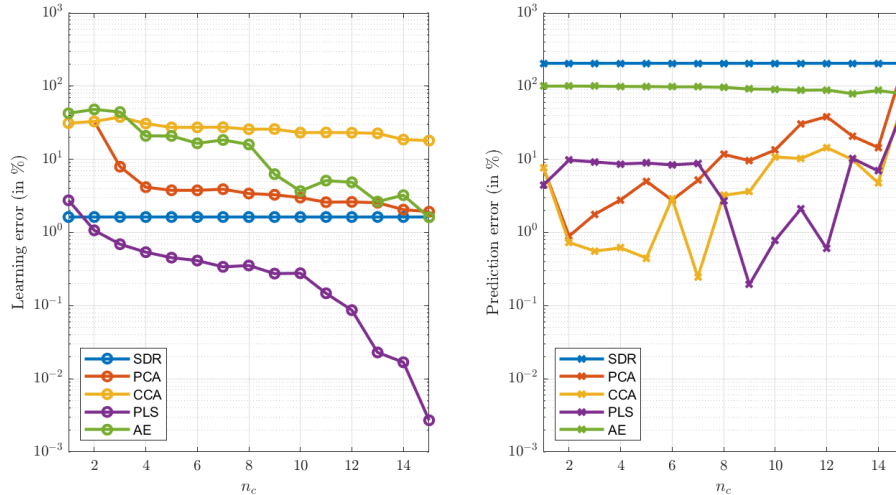 10^3
10^2
10^1
10^0
10^-1
10^-2
10^-3
Learning error (in %)
SDR
PCA
CCA
PLS
AE
2 4 6 8 10 12 14
n_c
10^3
10^2
10^1
10^0
10^-1
10^-2
10^-3
Prediction error (in %)
SDR
PCA
CCA
PLS
AE
2 4 6 8 10 12 14
n_c